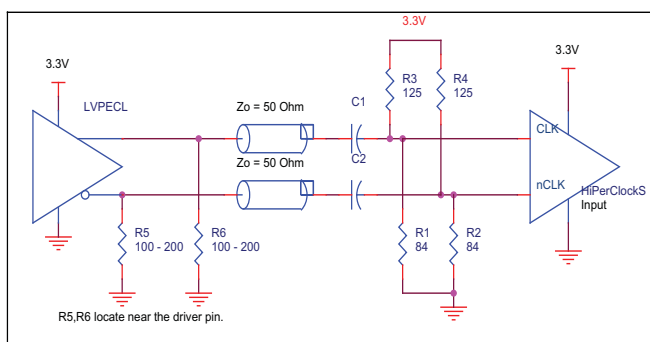 3.3V
3.3V
3.3V
LVPECL
R3
125
R4
125
Zo = 50 Ohm
C1
CLK
Zo = 50 Ohm
C2
nCLK
HiPerClockS
Input
R5
100 - 200
R6
100 - 200
R1
84
R2
84
R5,R6 locate near the driver pin.